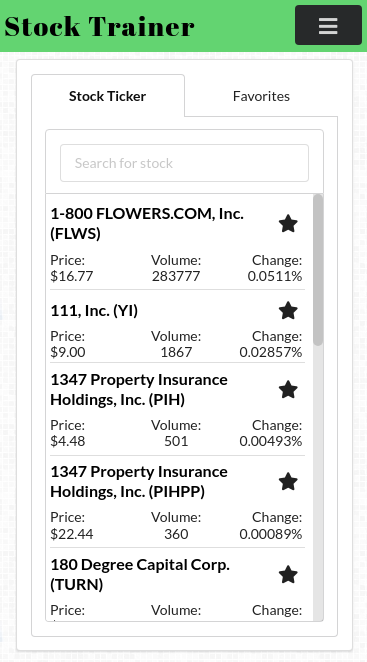 Stock Trainer
Stock Ticker Favorites
Search for stock
1-800 FLOWERS.COM, Inc.
(FLWS)
Price: Volume: Change:
$16.77 283777 0.0511%
111, Inc. (YI)
Price: Volume: Change:
$9.00 1867 0.02857%
1347 Property Insurance
Holdings, Inc. (PIH)
Price: Volume: Change:
$4.48 501 0.00493%
1347 Property Insurance
Holdings, Inc. (PIHPP)
Price: Volume: Change:
$22.44 360 0.00089%
180 Degree Capital Corp.
(TURN)
Price: Volume: Change: